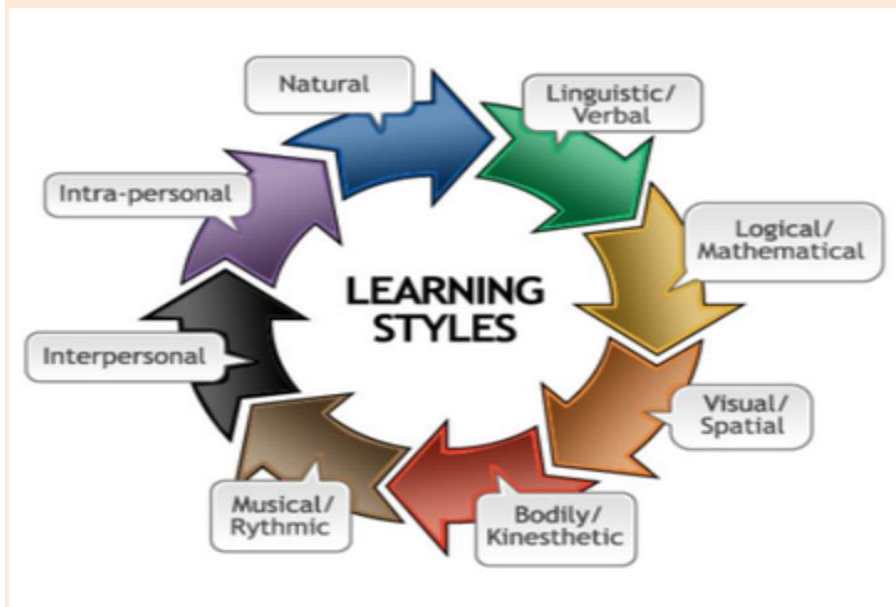 Natural
Linguistic/
Verbal
Intra-personal
Logical/
Mathematical
LEARNING
STYLES
Interpersonal
Visual/
Spatial
Musical/
Rythmic
Bodily/
Kinesthetic